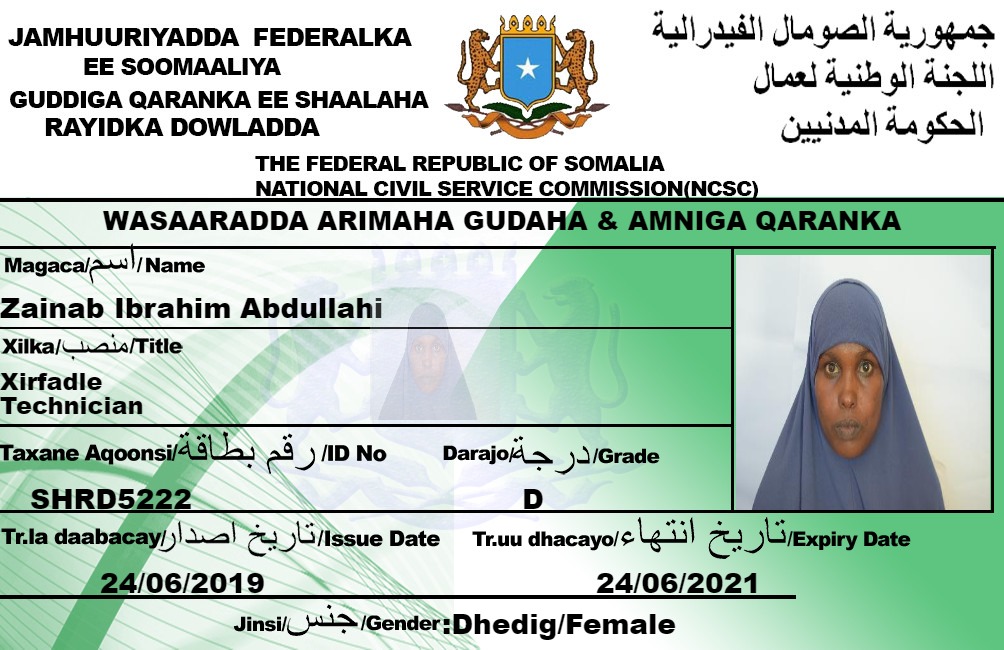 JAMHUURIYADDA FEDERALKA
EE SOOMAALIYA
GUDDIGA QARANKA EE SHAALAHA
RAYIDKA DOWLADDA
جمهورية الصومال الفيدرالية
اللجنة الوطنية لعمال
الحكومة المدنيين
THE FEDERAL REPUBLIC OF SOMALIA
NATIONAL CIVIL SERVICE COMMISSION(NCSC)
WASAARADDA ARIMAHA GUDAHA & AMNIGA QARANKA
Magaca/اسم/Name
Zainab Ibrahim Abdullahi
Xilka/منصب/Title
Xirfadle
Technician
Taxane Aqoonsi/رقم بطاقة/ID No Darajo/درجة/Grade
SHRD5222 D
Tr.la daabacay/تاريخ اصدار/Issue Date Tr.uu dhacayo/تاريخ انتهاء/Expiry Date
24/06/2019 24/06/2021
Jinsi/جنس/Gender:Dhedig/Female